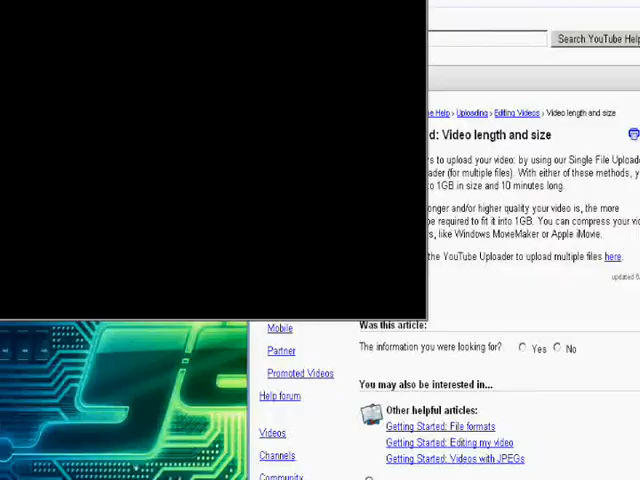 Search YouTube Help
Help › Uploading › Editing Videos › Video length and size
d: Video length and size
rs to upload your video: by using our Single File Uploade
ader (for multiple files). With either of these methods, y
to 1GB in size and 10 minutes long.
onger and/or higher quality your video is, the more
be required to fit it into 1GB. You can compress your vi
s, like Windows MovieMaker or Apple iMovie.
the YouTube Uploader to upload multiple files here.
updated
Mobile
Partner
Promoted Videos
Help forum
Videos
Channels
Community
Was this article:
The information you were looking for? Yes No
You may also be interested in...
Other helpful articles:
Getting Started: File formats
Getting Started: Editing my video
Getting Started: Videos with JPEGs